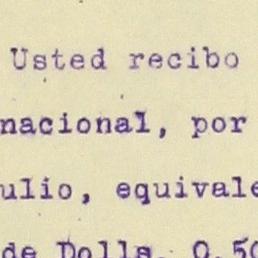 Usted recibo
nacional, por
ulio, equivale
de Dolls. 0.50